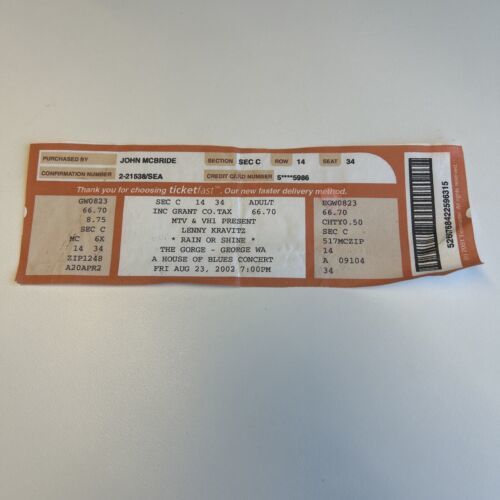 PURCHASED BY JOHN MCBRIDE SECTION SEC C ROW 14 SEAT 34
CONFIRMATION NUMBER 2-21538/SEA CREDIT CARD NUMBER 5****5986
Thank you for choosing ticketfast™. Our new faster delivery method.
GW0823
66.70
8.75
SEC C
MC 6X
14 34
ZIP1248
A20APR2
SEC C 14 34 ADULT
INC GRANT CO.TAX 66.70
MTV & VH1 PRESENT
LENNY KRAVITZ
* RAIN OR SHINE *
THE GORGE - GEORGE WA
A HOUSE OF BLUES CONCERT
FRI AUG 23, 2002 7:00PM
EGW0823
66.70
CHTY0.50
SEC C
517MCZIP
14
A 09104
34
526765422596315